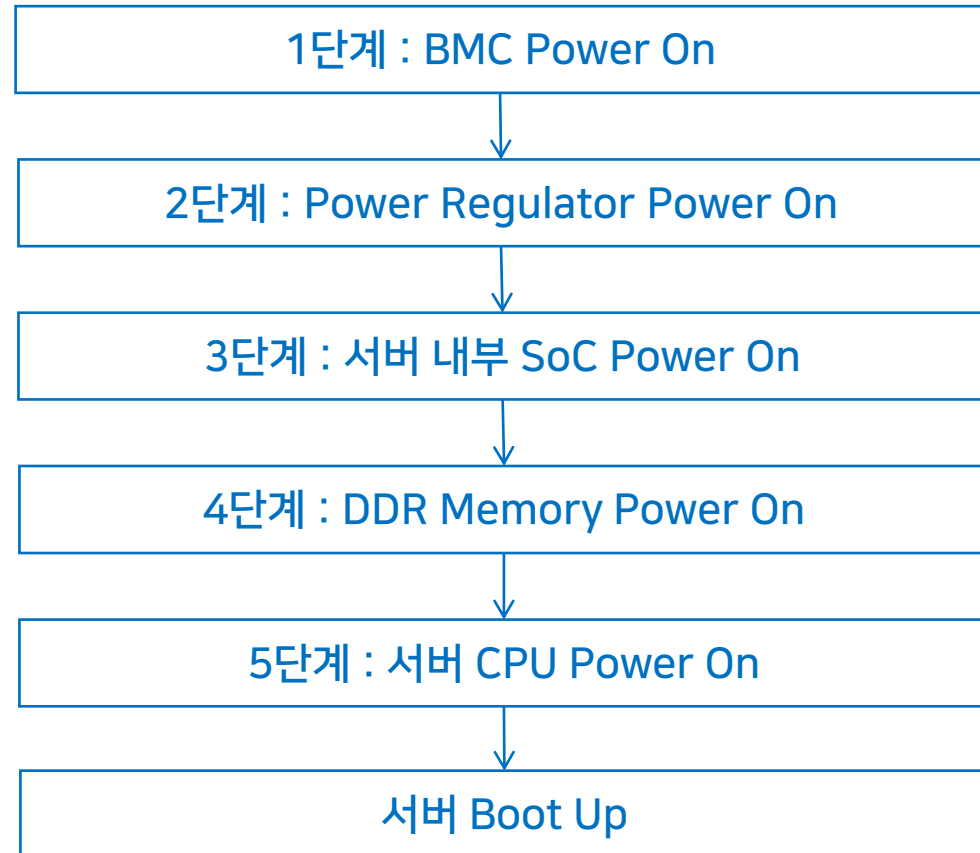 1단계 : BMC Power On
2단계 : Power Regulator Power On
3단계 : 서버 내부 SoC Power On
4단계 : DDR Memory Power On
5단계 : 서버 CPU Power On
서버 Boot Up